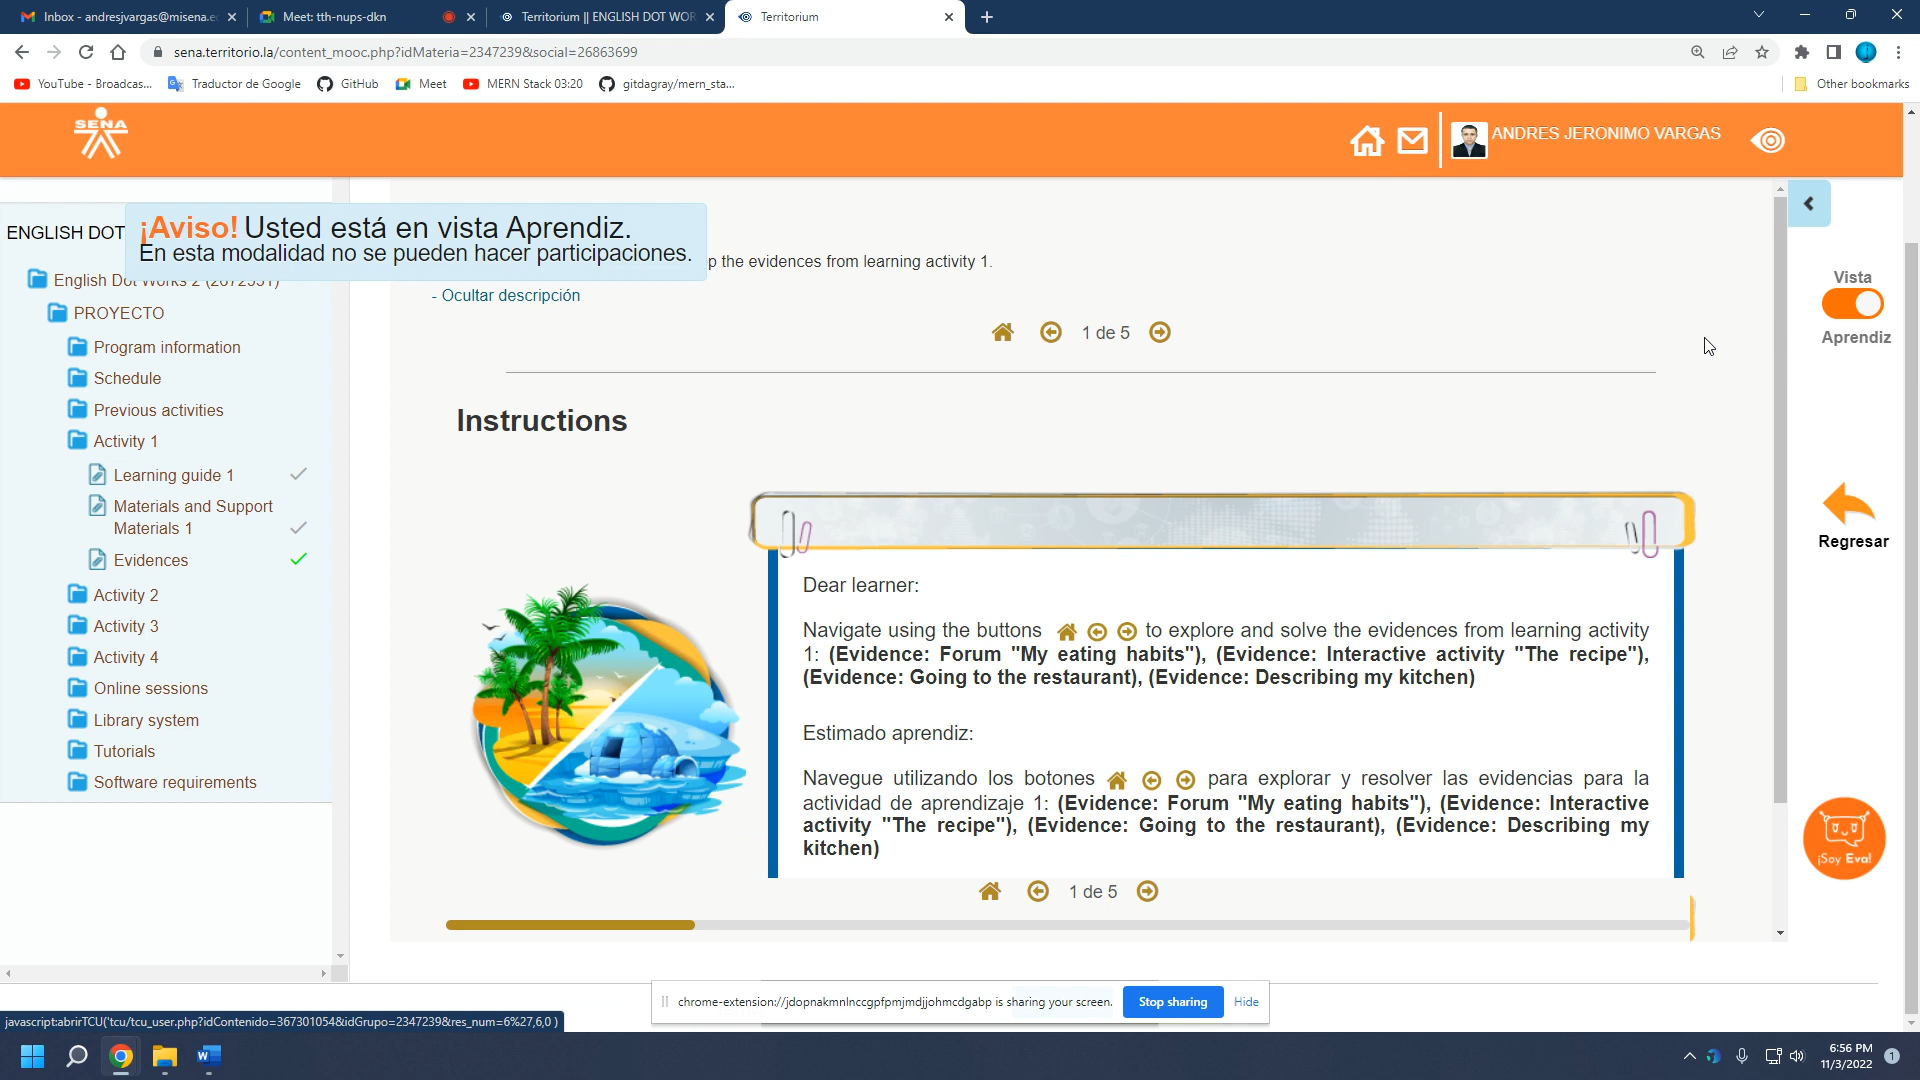 Inbox - andresjvargas@misena.e
Meet: tth-nups-dkn
Territorium || ENGLISH DOT WOR
Territorium
sena.territorio.la/content_mooc.php?idMateria=2347239&social=26863699
YouTube - Broadcas...
Traductor de Google
GitHub
Meet
MERN Stack 03:20
gitdagray/mern_sta...
Other bookmarks
SENA
ANDRES JERONIMO VARGAS
¡Aviso! Usted está en vista Aprendiz.
En esta modalidad no se pueden hacer participaciones.
ENGLISH DOT
English Dot Works 2 (2672551)
PROYECTO
Program information
Schedule
Previous activities
Activity 1
Learning guide 1
Materials and Support
Materials 1
Evidences
Activity 2
Activity 3
Activity 4
Online sessions
Library system
Tutorials
Software requirements
p the evidences from learning activity 1.
- Ocultar descripción
1 de 5
Instructions
Dear learner:
Navigate using the buttons to explore and solve the evidences from learning activity
1: (Evidence: Forum "My eating habits"), (Evidence: Interactive activity "The recipe"),
(Evidence: Going to the restaurant), (Evidence: Describing my kitchen)
Estimado aprendiz:
Navegue utilizando los botones para explorar y resolver las evidencias para la
actividad de aprendizaje 1: (Evidence: Forum "My eating habits"), (Evidence: Interactive
activity "The recipe"), (Evidence: Going to the restaurant), (Evidence: Describing my
kitchen)
1 de 5
Vista
Aprendiz
Regresar
¡Soy Eva!
chrome-extension://jdopnakmnlnccgpfpmjmdjjohmcdgabp is sharing your screen.
Stop sharing
Hide
javascript:abrirTCU('tcu/tcu_user.php?idContenido=367301054&idGrupo=2347239&res_num=6%27,6,0 )
6:56 PM
11/3/2022
1